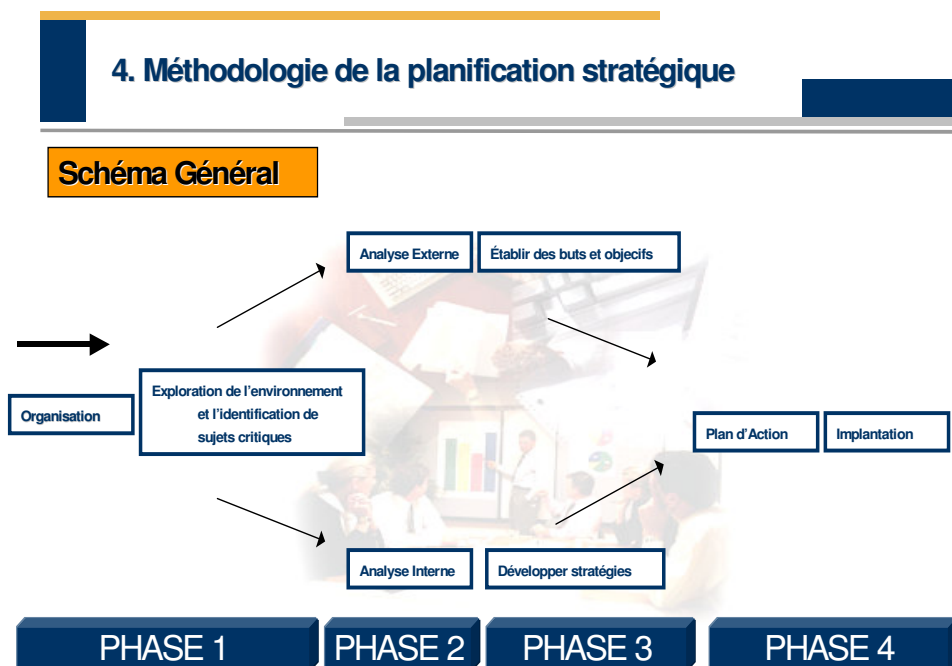 4. Méthodologie de la planification stratégique
Schéma Général
Analyse Externe
Établir des buts et objecifs
Organisation
Exploration de l'environnement
et l'identification de
sujets critiques
Plan d'Action
Implantation
Analyse Interne
Développer stratégies
PHASE 1
PHASE 2
PHASE 3
PHASE 4